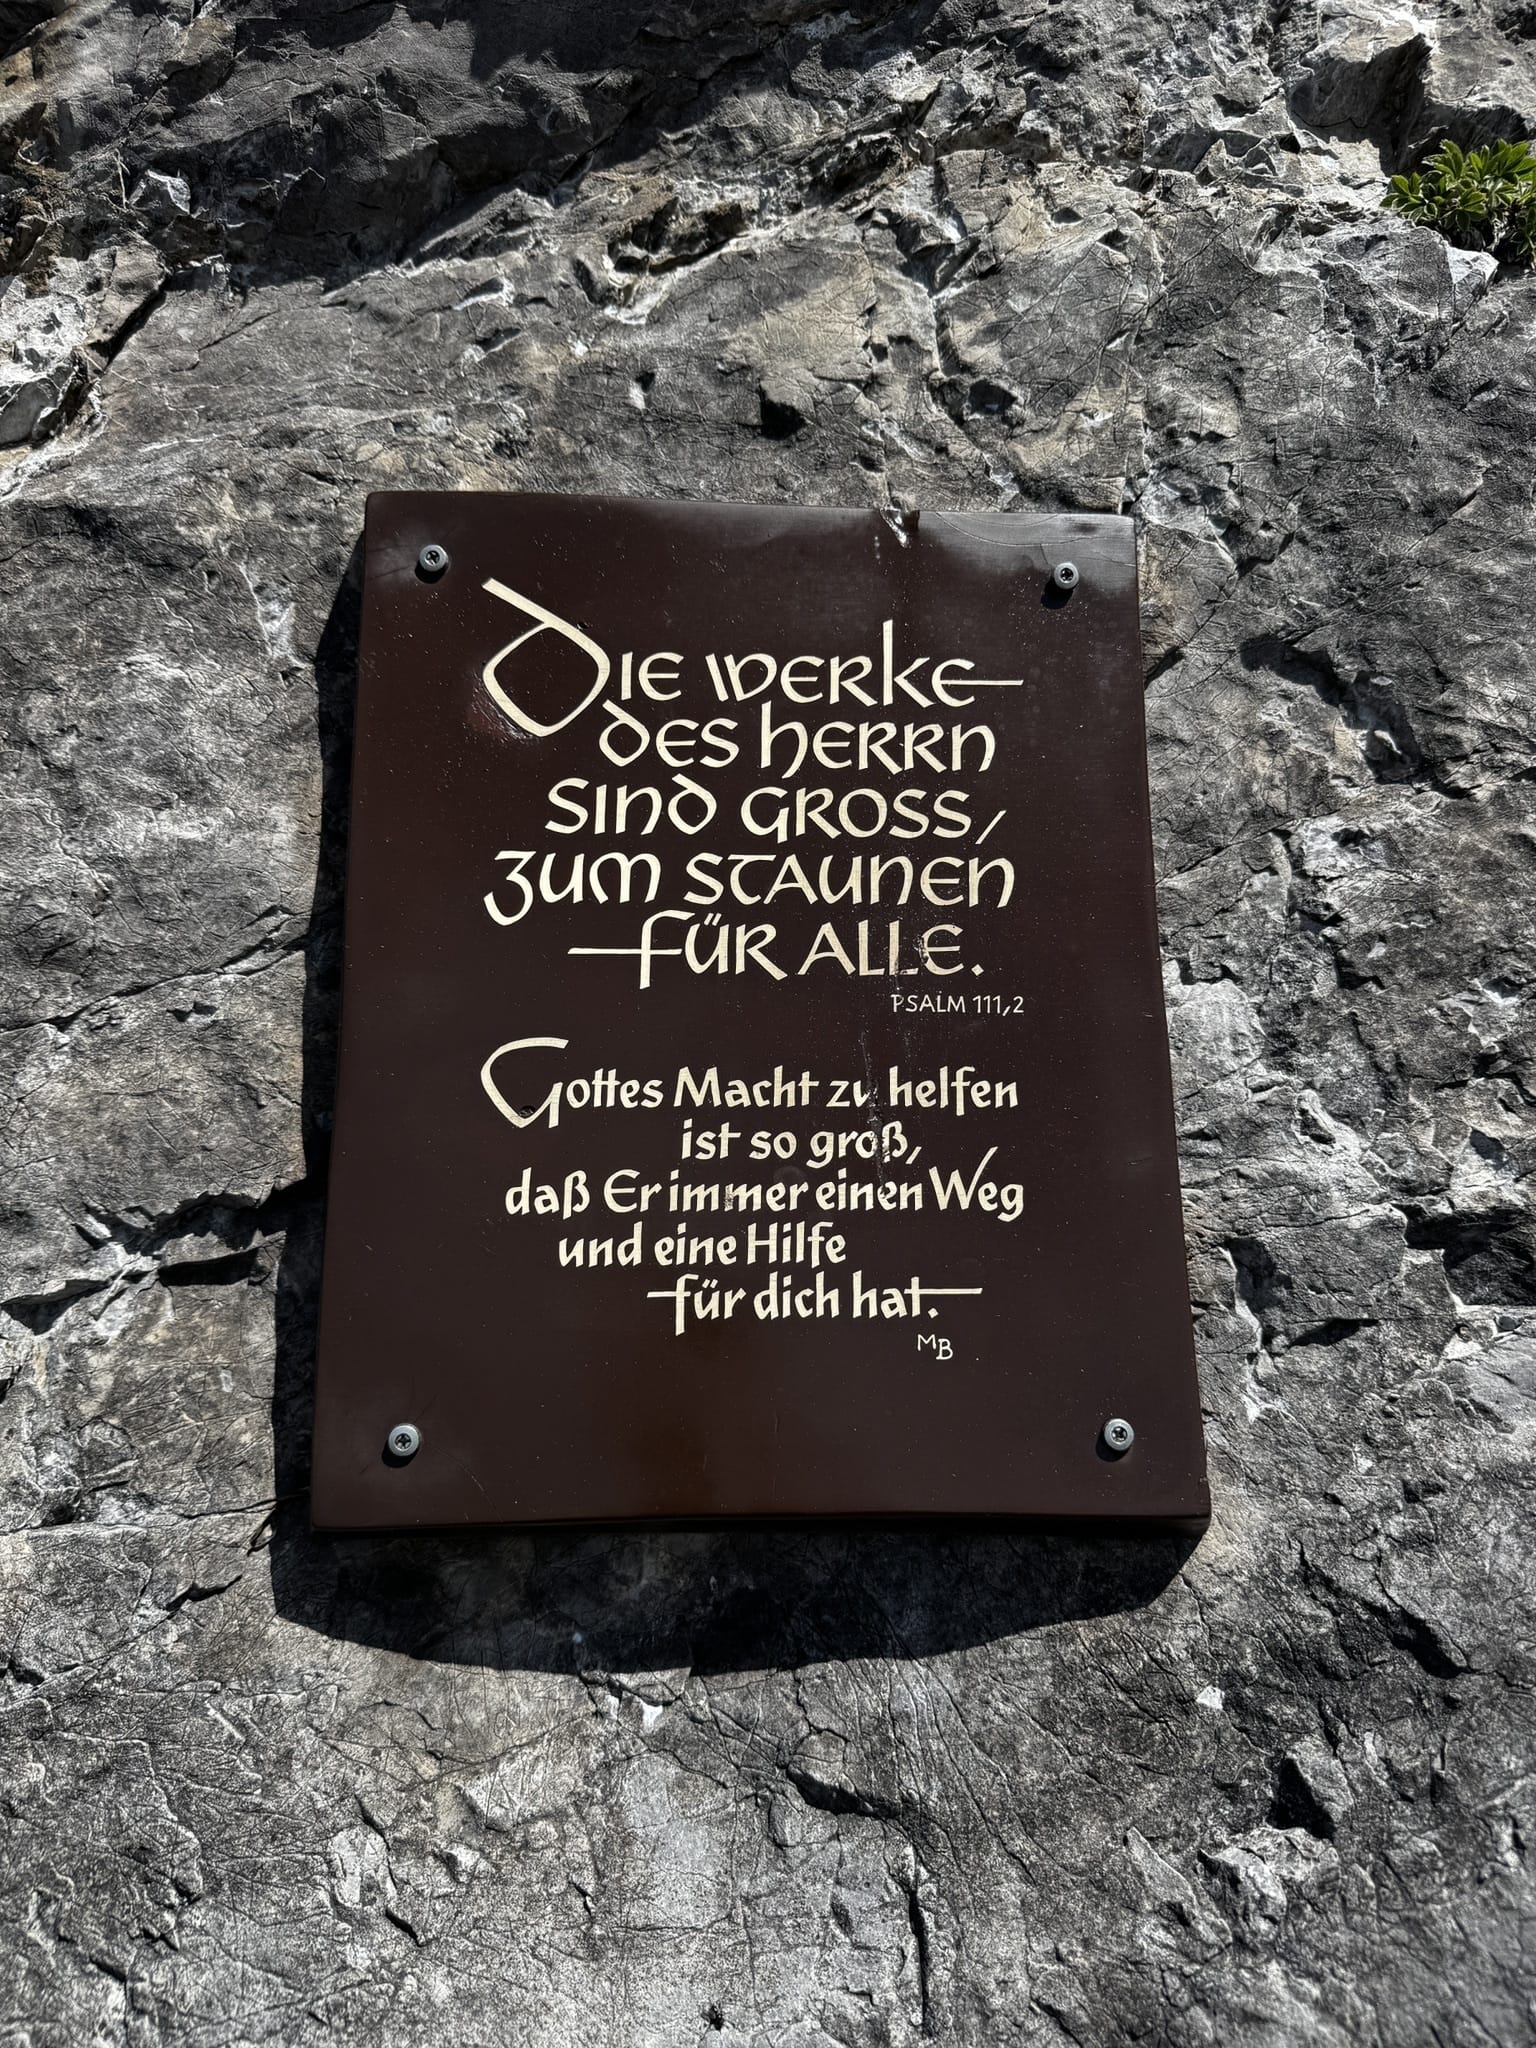 Die Werke
des Herrn
sind gross,
zum Staunen
für alle.
PSALM 111,2
Gottes Macht zu helfen
ist so groß,
daß Er immer einen Weg
und eine Hilfe
für dich hat.
MB